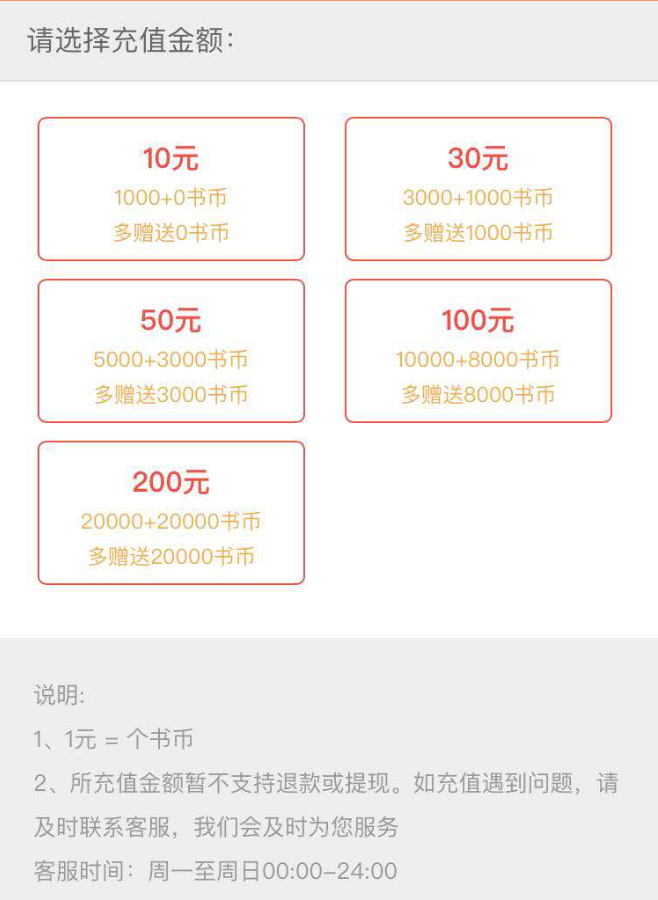 请选择充值金额：
10元
1000+0书币
多赠送0书币
30元
3000+1000书币
多赠送1000书币
50元
5000+3000书币
多赠送3000书币
100元
10000+8000书币
多赠送8000书币
200元
20000+20000书币
多赠送20000书币
说明:
1、1元 = 个书币
2、所充值金额暂不支持退款或提现。如充值遇到问题，请
及时联系客服，我们会及时为您服务
客服时间：周一至周日00:00-24:00